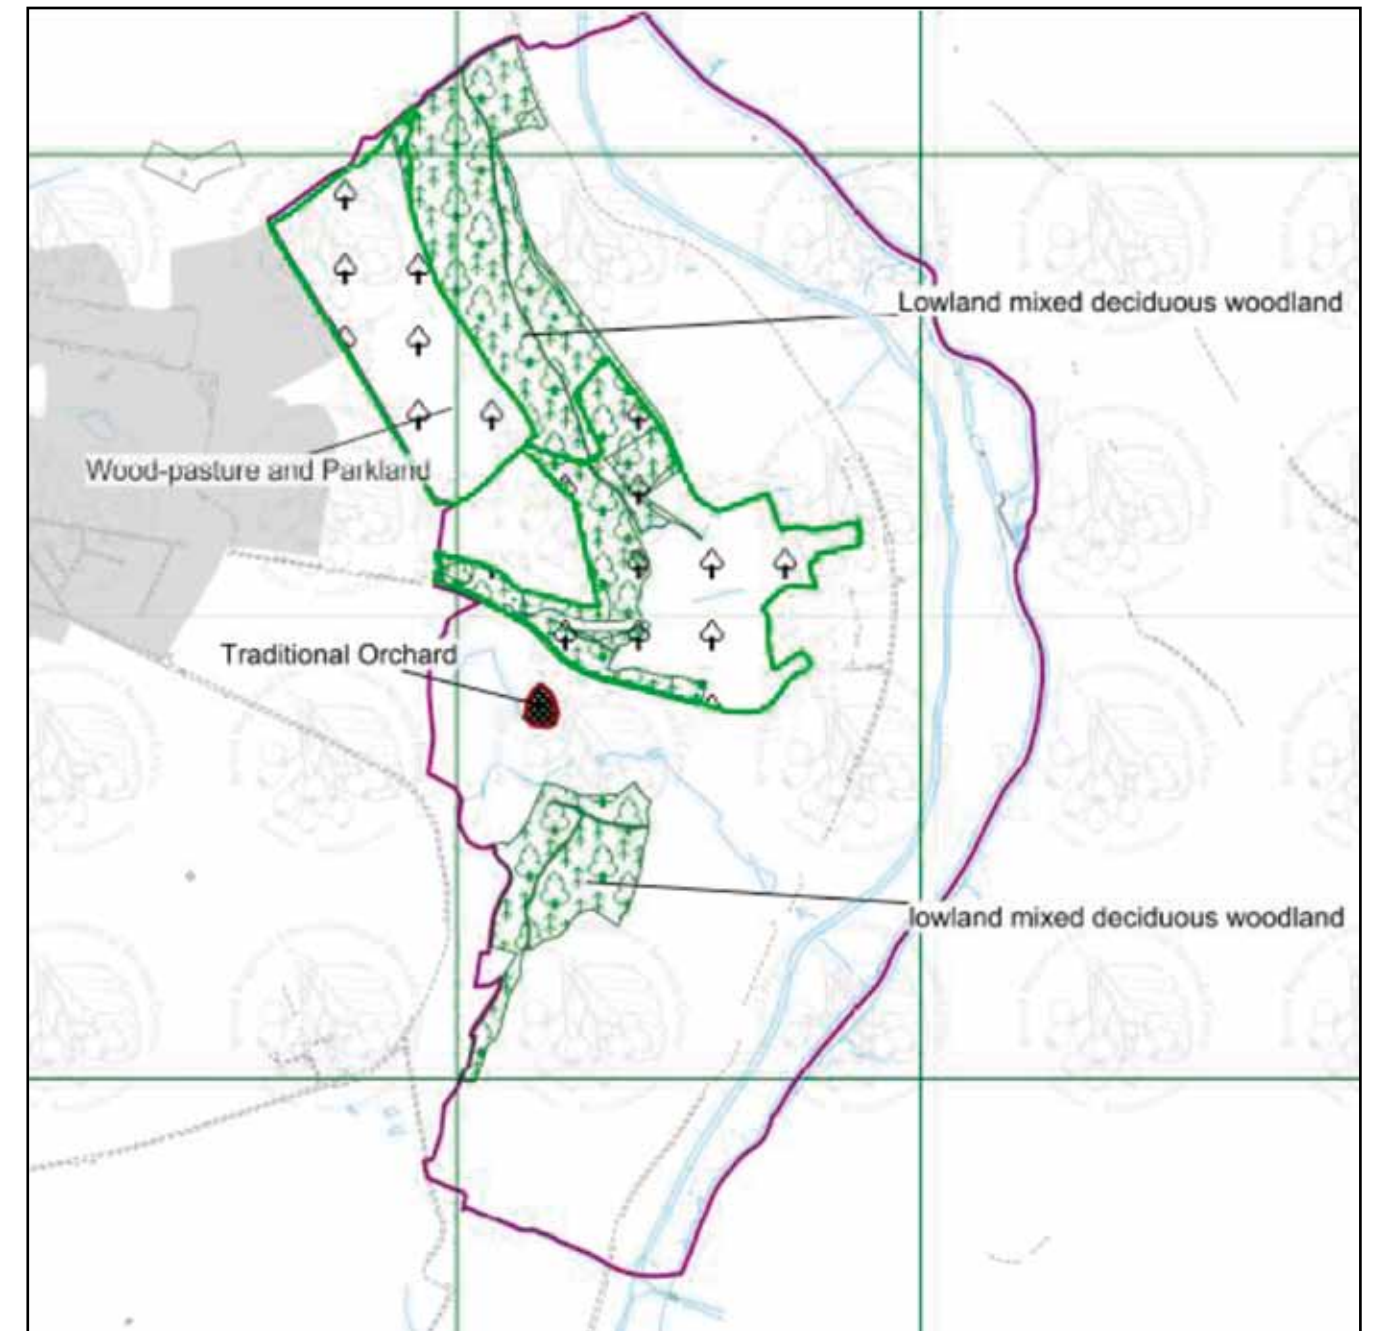 Lowland mixed deciduous woodland
Wood-pasture and Parkland
Traditional Orchard
lowland mixed deciduous woodland